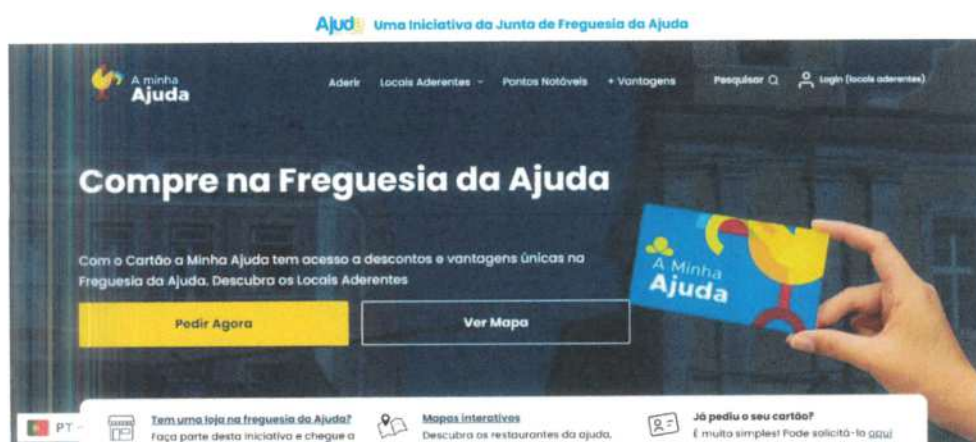 Ajuda Uma Iniciativa da Junta de Freguesia da Ajuda
A minha
Ajuda
Aderir Locais Aderentes Pontos Notáveis + Vantagens Pesquisar Login (locais aderentes)
Compre na Freguesia da Ajuda
Com o Cartão a Minha Ajuda tem acesso a descontos e vantagens únicas na
Freguesia da Ajuda. Descubra os Locais Aderentes
A Minha
Ajuda
Pedir Agora Ver Mapa
PT
Tem uma loja na freguesia da Ajuda?
Faça parte desta iniciativa e chegue a
Mapas interativos
Descubra os restaurantes da ajuda,
Já pediu o seu cartão?
É muito simples! Pode solicitá-lo aqui